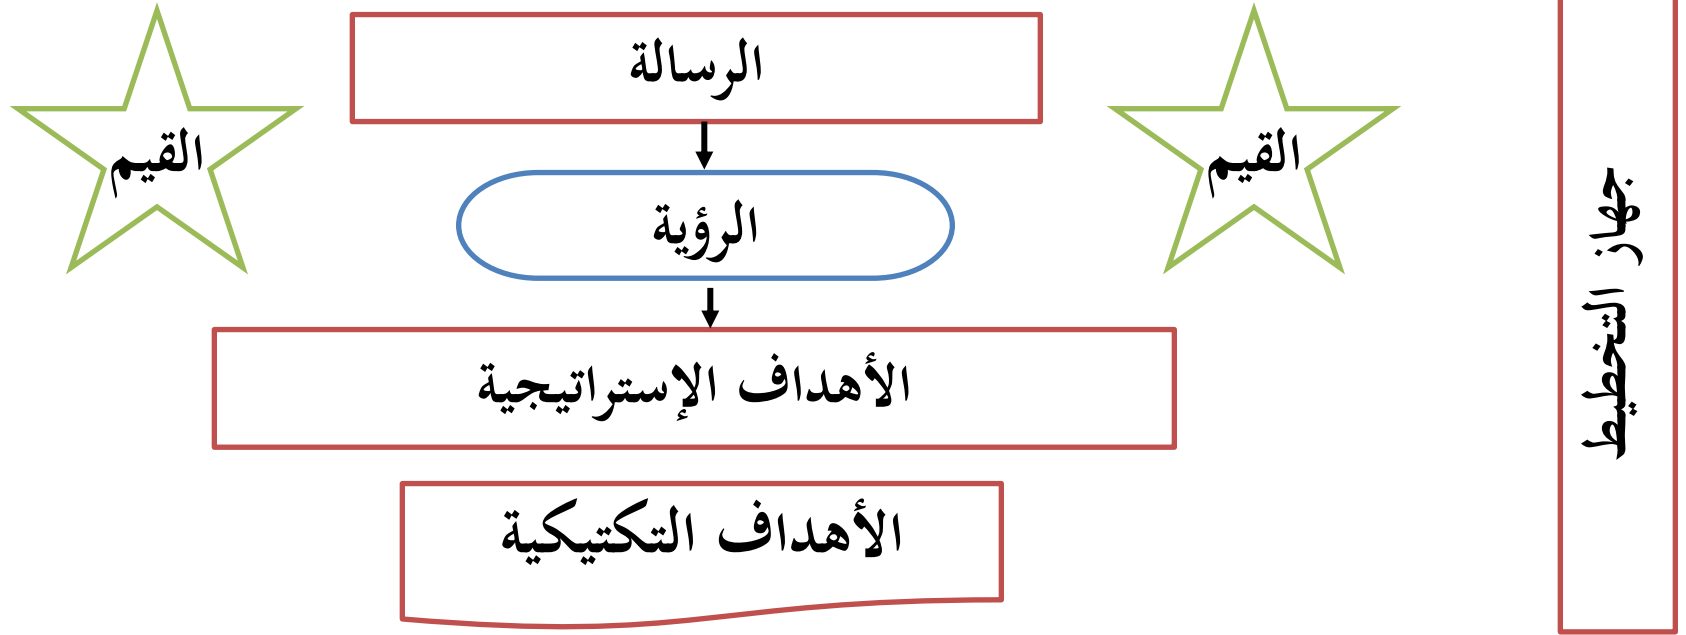 الرسالة
القيم
القيم
الرؤية
الأهداف الإستراتيجية
الأهداف التكتيكية
جهاز التخطيط